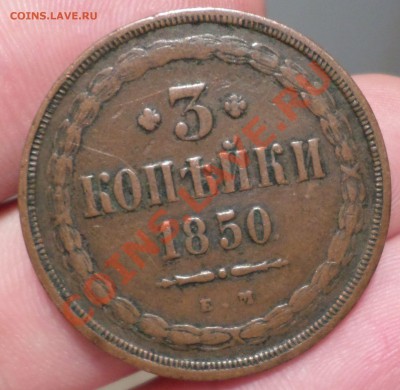 COINS.LAVE.RU
3
КОПѢЙКИ
1850
Е М
COINS.LAVE.RU